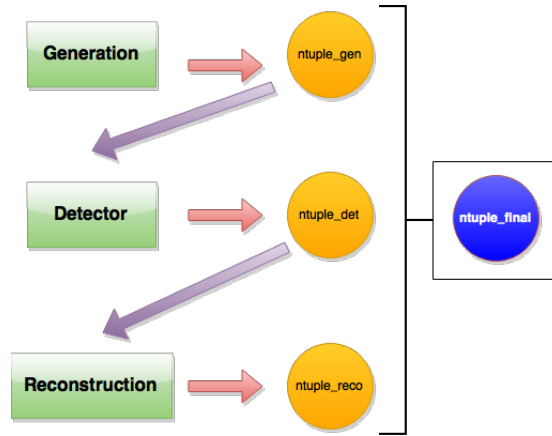 Generation
ntuple_gen
Detector
ntuple_det
ntuple_final
Reconstruction
ntuple_reco